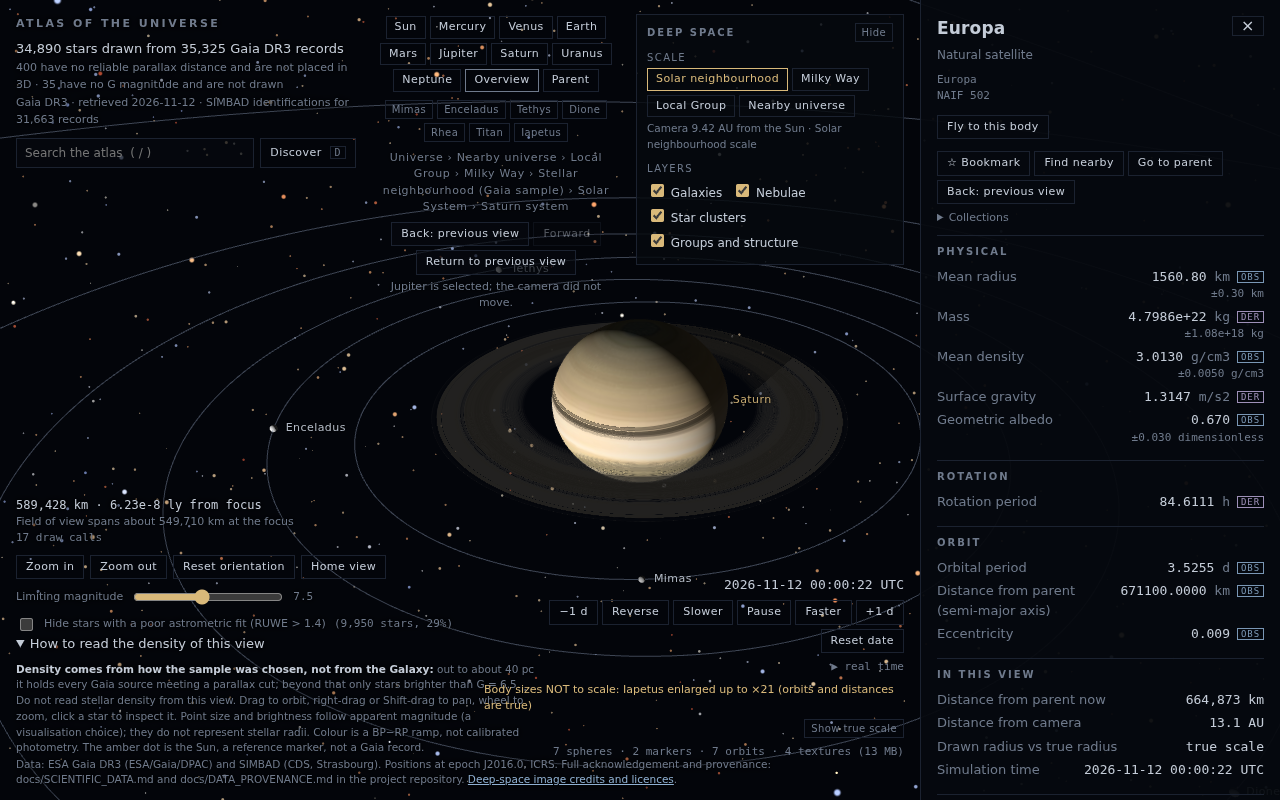 ATLAS OF THE UNIVERSE
34,890 stars drawn from 35,325 Gaia DR3 records
400 have no reliable parallax distance and are not placed in
3D · 35 have no G magnitude and are not drawn
Gaia DR3 · retrieved 2026-11-12 · SIMBAD identifications for
31,663 records
Search the atlas ( / )
Discover D
Sun Mercury Venus Earth
Mars Jupiter Saturn Uranus
Neptune Overview Parent
Mimas Enceladus Tethys Dione
Rhea Titan Iapetus
Universe › Nearby universe › Local
Group › Milky Way › Stellar
neighbourhood (Gaia sample) › Solar
System › Saturn system
Back: previous view Forward
Return to previous view
Tethys
Jupiter is selected; the camera did not
move.
DEEP SPACE
Hide
SCALE
Solar neighbourhood Milky Way
Local Group Nearby universe
Camera 9.42 AU from the Sun · Solar
neighbourhood scale
LAYERS
Galaxies Nebulae
Star clusters
Groups and structure
Saturn
Enceladus
Mimas
589,428 km · 6.23e-8 ly from focus
Field of view spans about 549,710 km at the focus
17 draw calls
Zoom in Zoom out Reset orientation Home view
Limiting magnitude 7.5
Hide stars with a poor astrometric fit (RUWE > 1.4) (9,950 stars, 29%)
▼ How to read the density of this view
Density comes from how the sample was chosen, not from the Galaxy: out to about 40 pc
it holds every Gaia source meeting a parallax cut; beyond that only stars brighter than G = 6.5.
Do not read stellar density from this view. Drag to orbit, right-drag or Shift-drag to pan, wheel to
zoom, click a star to inspect it. Point size and brightness follow apparent magnitude (a
visualisation choice); they do not represent stellar radii. Colour is a BP−RP ramp, not calibrated
photometry. The amber dot is the Sun, a reference marker, not a Gaia record.
Data: ESA Gaia DR3 (ESA/Gaia/DPAC) and SIMBAD (CDS, Strasbourg). Positions at epoch J2016.0, ICRS. Full acknowledgement and provenance:
docs/SCIENTIFIC_DATA.md and docs/DATA_PROVENANCE.md in the project repository. Deep-space image credits and licences.
2026-11-12 00:00:22 UTC
−1 d Reverse Slower Pause Faster +1 d
Reset date
▶ real time
Body sizes NOT to scale: Iapetus enlarged up to ×21 (orbits and distances
are true)
Show true scale
7 spheres · 2 markers · 7 orbits · 4 textures (13 MB)
Europa
×
Natural satellite
Europa
NAIF 502
Fly to this body
☆ Bookmark Find nearby Go to parent
Back: previous view
▶ Collections
PHYSICAL
Mean radius 1560.80 km OBS
±0.30 km
Mass 4.7986e+22 kg DER
±1.08e+18 kg
Mean density 3.0130 g/cm3 OBS
±0.0050 g/cm3
Surface gravity 1.3147 m/s2 DER
Geometric albedo 0.670 OBS
±0.030 dimensionless
ROTATION
Rotation period 84.6111 h DER
ORBIT
Orbital period 3.5255 d OBS
Distance from parent 671100.0000 km OBS
(semi-major axis)
Eccentricity 0.009 OBS
IN THIS VIEW
Distance from parent now 664,873 km
Distance from camera 13.1 AU
Drawn radius vs true radius true scale
Simulation time 2026-11-12 00:00:22 UTC